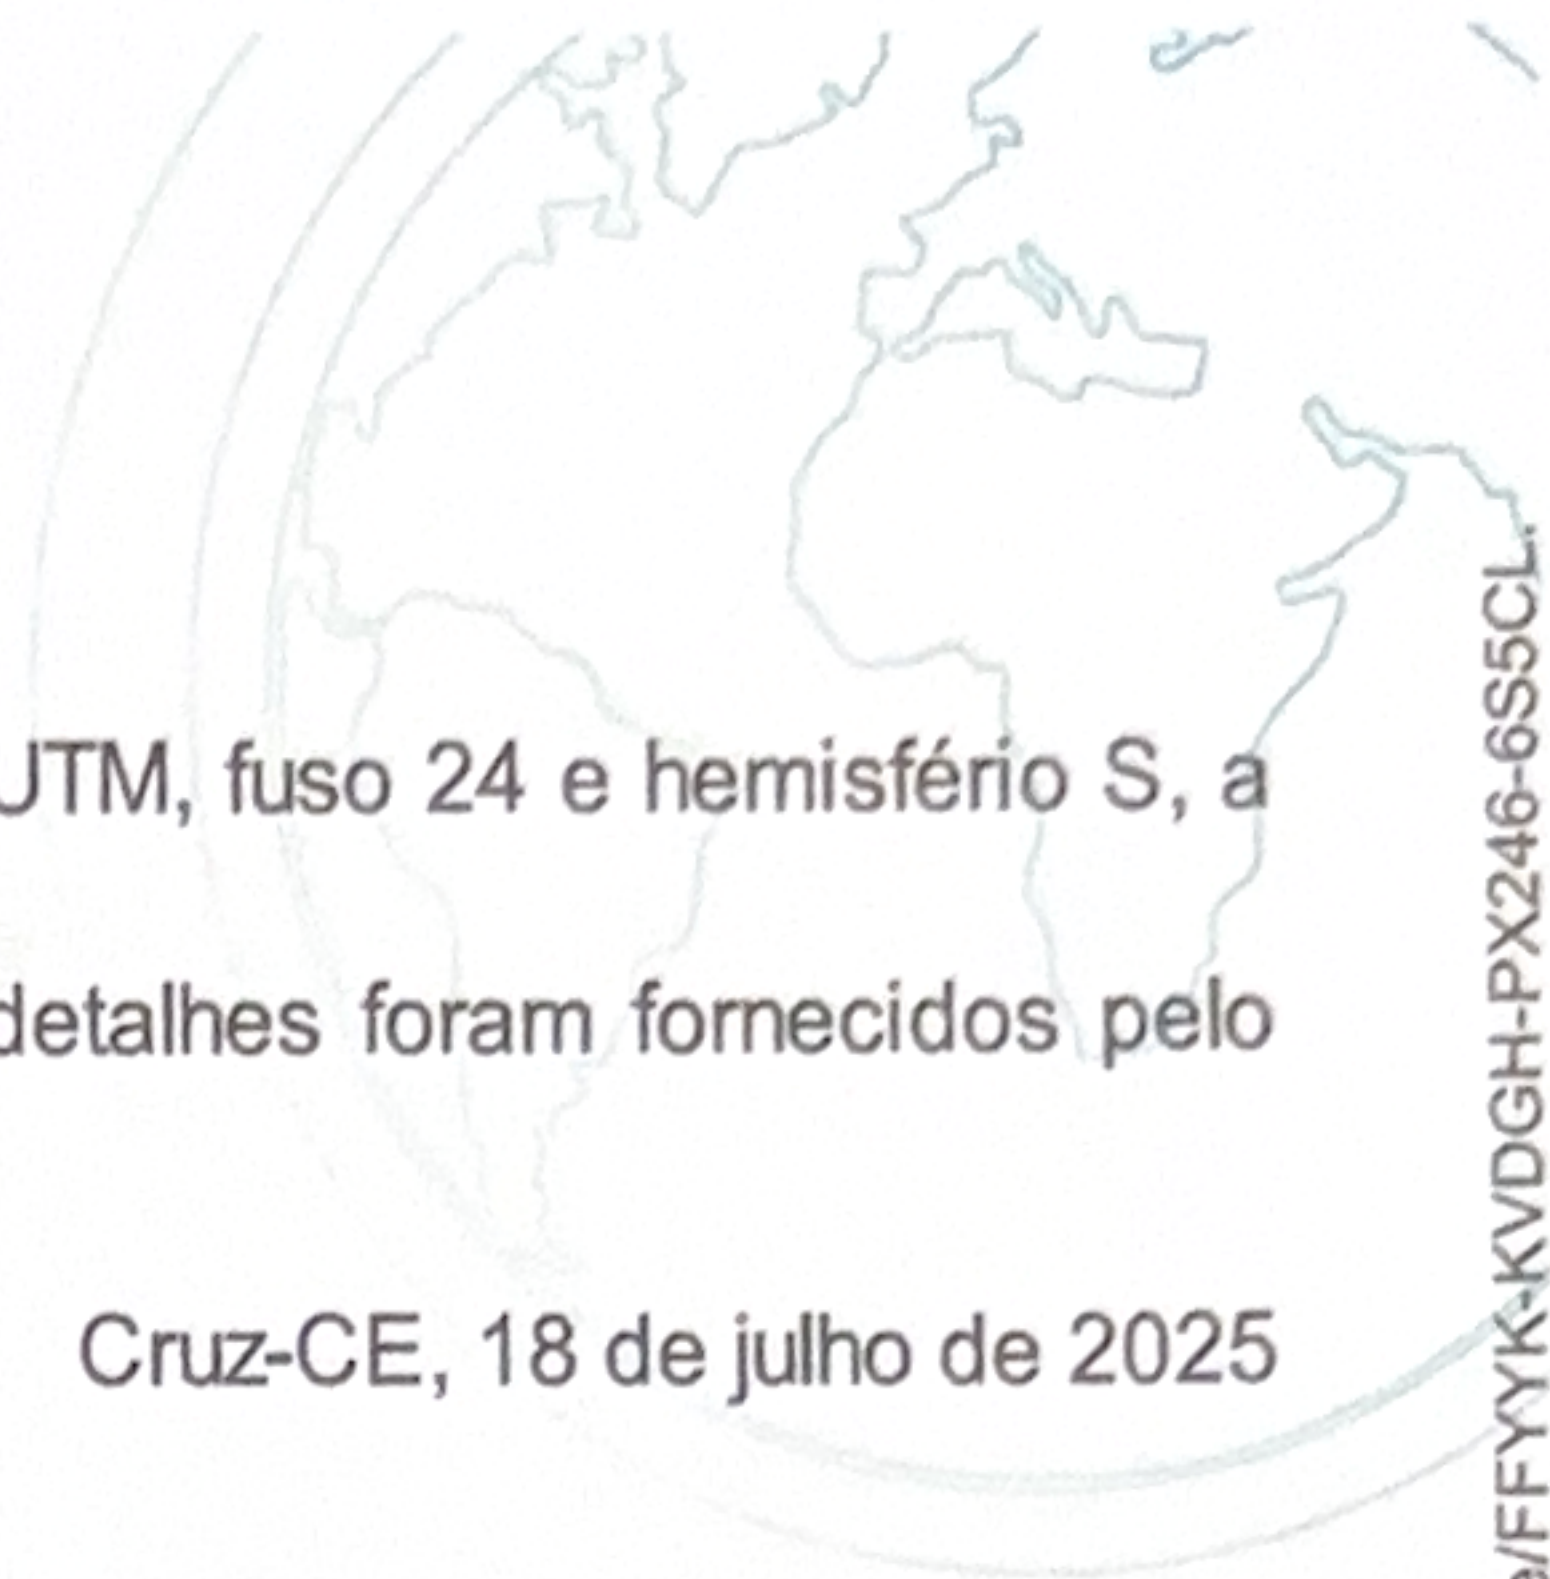 UTM, fuso 24 e hemisfério S, a
detalhes foram fornecidos pelo
Cruz-CE, 18 de julho de 2025
/FFYYK-KVDGH-PX246-6S5CL.